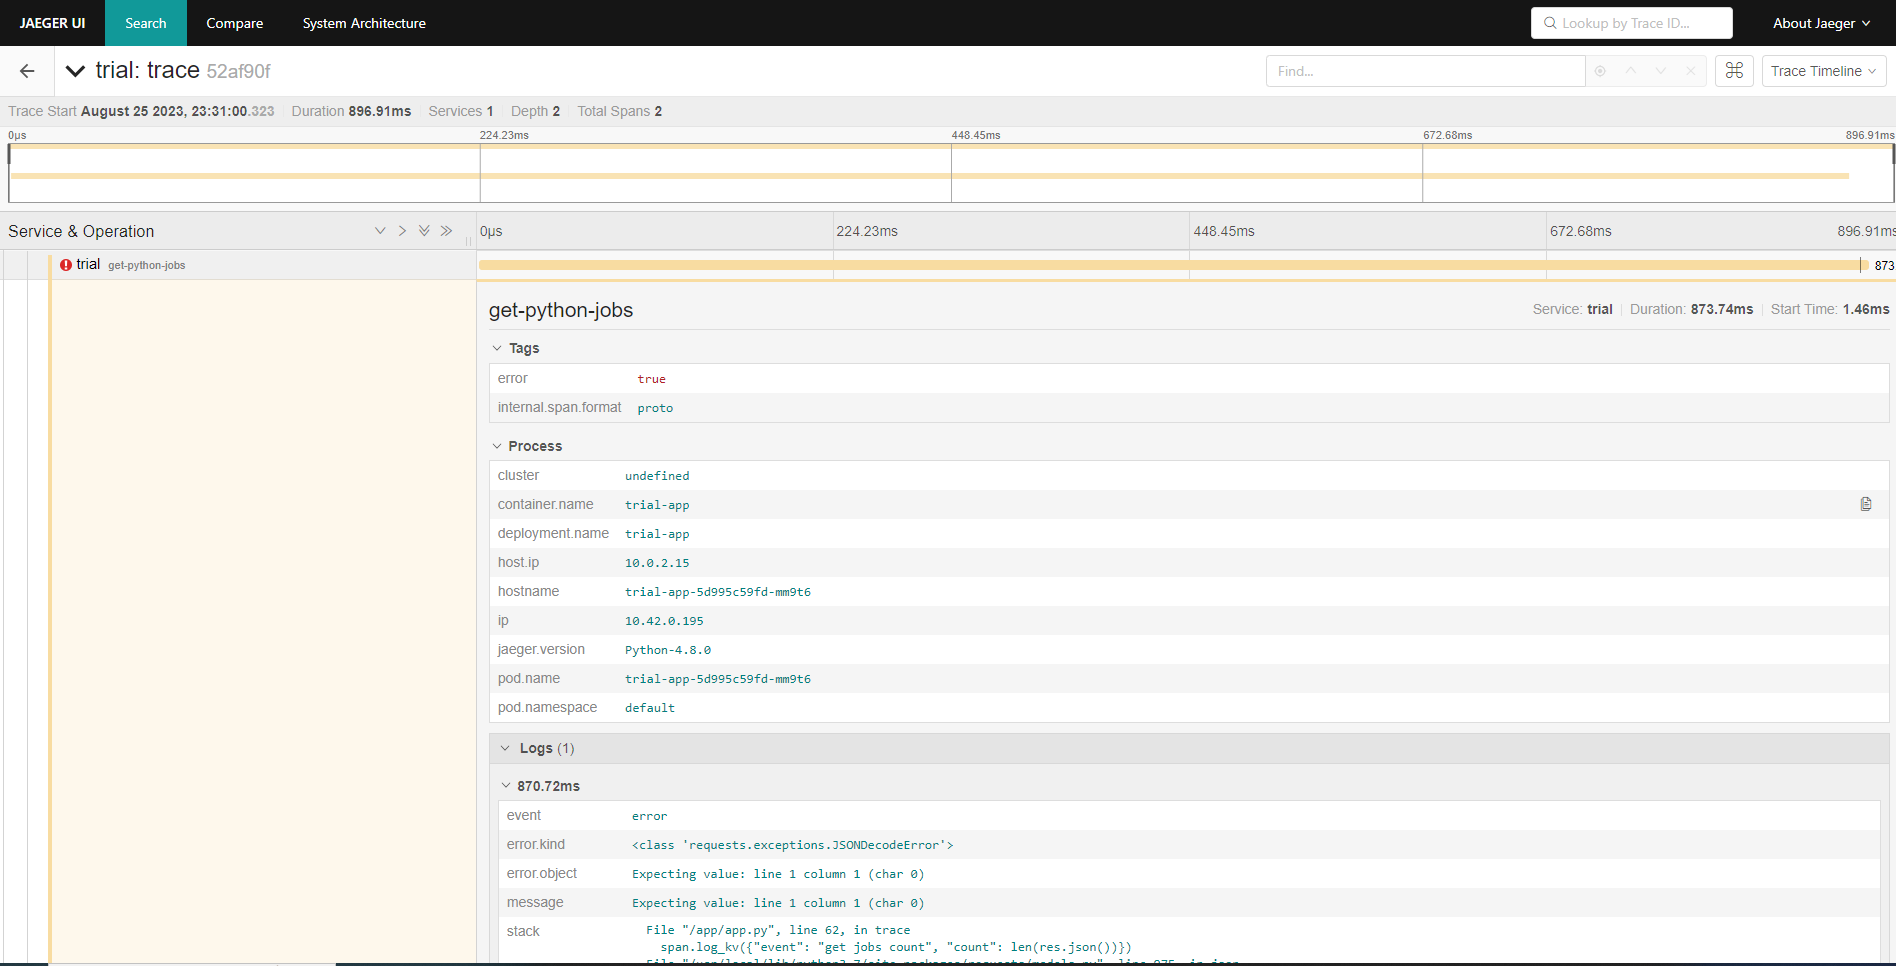 JAEGER UI Search Compare System Architecture Lookup by Trace ID... About Jaeger
trial: trace 52af90f Find... Trace Timeline
Trace Start August 25 2023, 23:31:00.323 Duration 896.91ms Services 1 Depth 2 Total Spans 2
0μs 224.23ms 448.45ms 672.68ms 896.91ms
Service & Operation 0μs 224.23ms 448.45ms 672.68ms 896.91ms
trial get-python-jobs 873
get-python-jobs Service: trial Duration: 873.74ms Start Time: 1.46ms
Tags
error true
internal.span.format proto
Process
cluster undefined
container.name trial-app
deployment.name trial-app
host.ip 10.0.2.15
hostname trial-app-5d995c59fd-mm9t6
ip 10.42.0.195
jaeger.version Python-4.8.0
pod.name trial-app-5d995c59fd-mm9t6
pod.namespace default
Logs (1)
870.72ms
event error
error.kind <class 'requests.exceptions.JSONDecodeError'>
error.object Expecting value: line 1 column 1 (char 0)
message Expecting value: line 1 column 1 (char 0)
stack File "/app/app.py", line 62, in trace
span.log_kv({"event": "get jobs count", "count": len(res.json())})